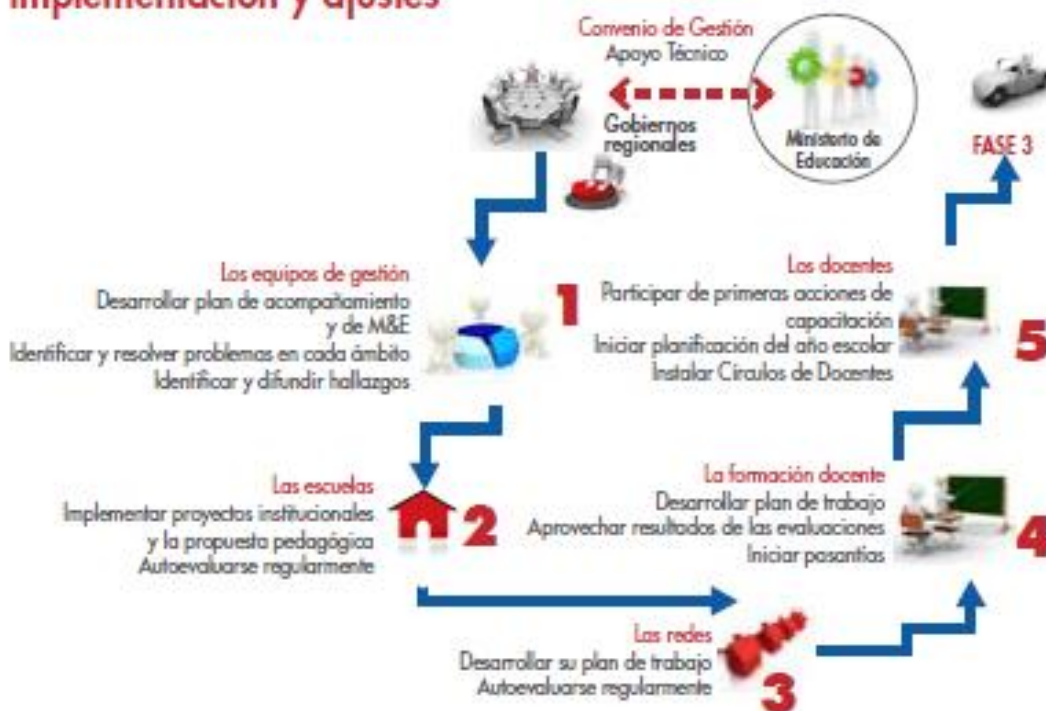 Implementación y ajustes
Convenio de Gestión
Apoyo Técnico
Gobiernos
regionales
Ministerio de
Educación
FASE 3
Los equipos de gestión
Desarrollar plan de acompañamiento
y de M&E
Identificar y resolver problemas en cada ámbito
Identificar y difundir hallazgos
1
Las escuelas
Implementar proyectos institucionales
y la propuesta pedagógica
Autoevaluarse regularmente
2
Las redes
Desarrollar su plan de trabajo
Autoevaluarse regularmente
3
La formación docente
Desarrollar plan de trabajo
Aprovechar resultados de las evaluaciones
Iniciar pasantías
4
Los docentes
Participar de primeras acciones de
capacitación
Iniciar planificación del año escolar
Instalar Círculos de Docentes
5